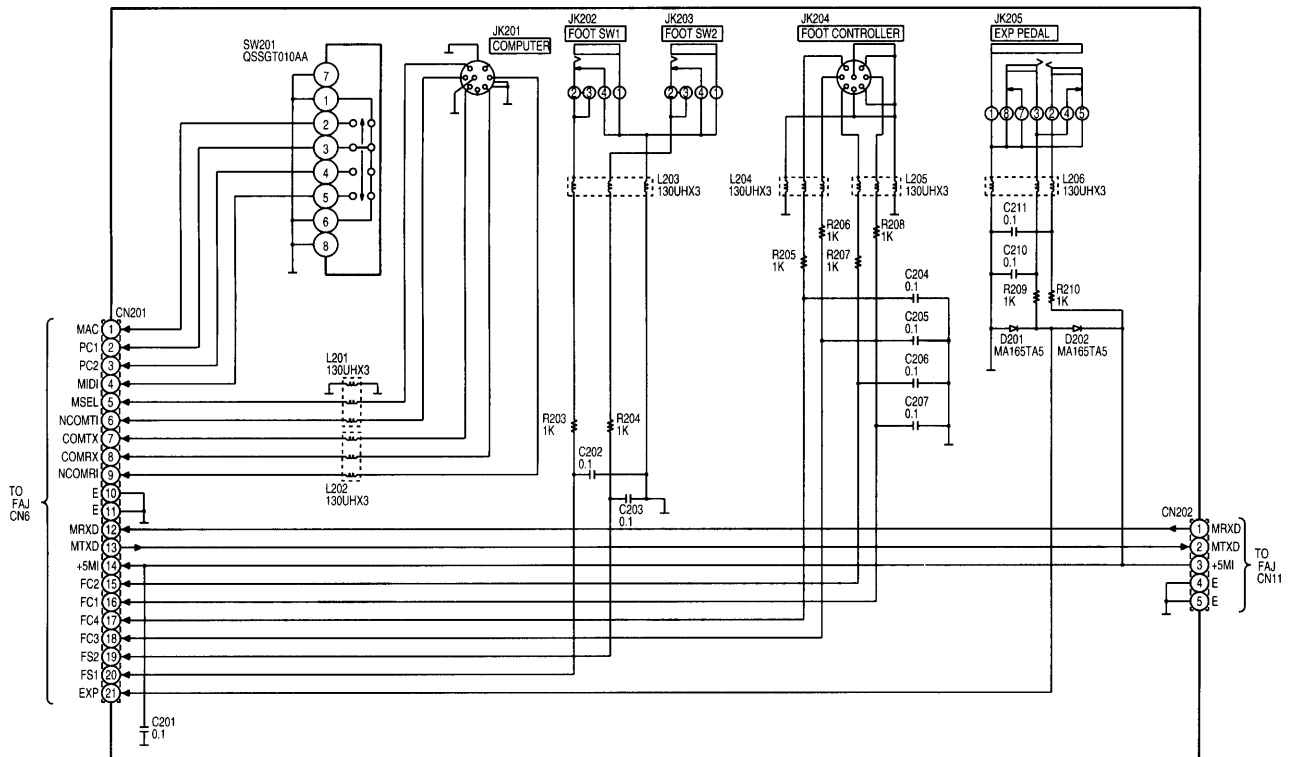 JK202
FOOT SW1
JK203
FOOT SW2
JK204
FOOT CONTROLLER
JK205
EXP PEDAL
JK201
COMPUTER
SW201
QSSGT010AA
7
1
2
3
4
5
6
8
2 3 4 1
2 3 4 1
1 8 7 3 2 4 5
L203
130UHX3
L204
130UHX3
L205
130UHX3
L206
130UHX3
C211
0.1
C210
0.1
R206
1K
R208
1K
R205
1K
R207
1K
R209
1K
R210
1K
C204
0.1
C205
0.1
C206
0.1
C207
0.1
D201
MA165TA5
D202
MA165TA5
L201
130UHX3
L202
130UHX3
R203
1K
R204
1K
C202
0.1
C203
0.1
CN201
MAC 1
PC1 2
PC2 3
MIDI 4
MSEL 5
NCOMTI 6
COMTX 7
COMRX 8
NCOMRI 9
E 10
E 11
MRXD 12
MTXD 13
+5MI 14
FC2 15
FC1 16
FC4 17
FC3 18
FS2 19
FS1 20
EXP 21
TO
FAJ
CN6
C201
0.1
CN202
1 MRXD
2 MTXD
3 +5MI
4 E
5 E
TO
FAJ
CN11